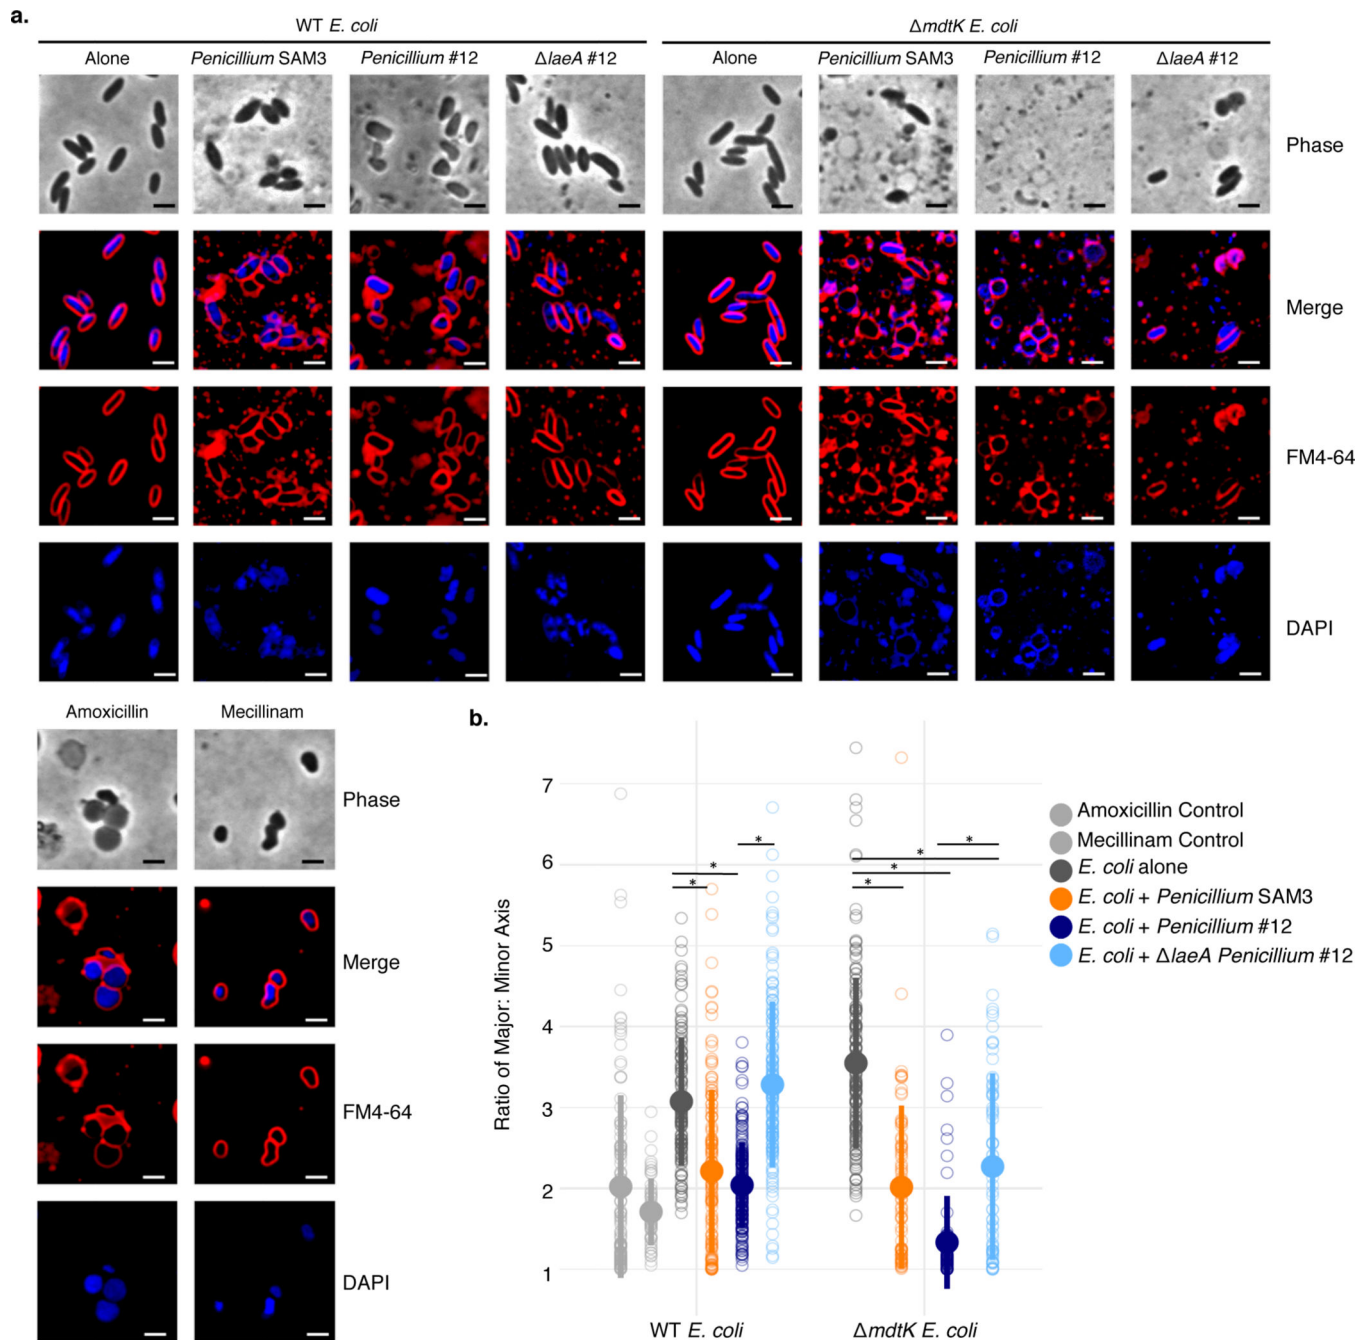 a.
WT E. coli
ΔmdtK E. coli
Alone
Penicillium SAM3
Penicillium #12
ΔlaeA #12
Alone
Penicillium SAM3
Penicillium #12
ΔlaeA #12
Phase
Merge
FM4-64
DAPI
Amoxicillin
Mecillinam
Phase
Merge
FM4-64
DAPI
b.
Ratio of Major: Minor Axis
7
6
5
4
3
2
1
*
*
*
*
*
*
*
WT E. coli
ΔmdtK E. coli
Amoxicillin Control
Mecillinam Control
E. coli alone
E. coli + Penicillium SAM3
E. coli + Penicillium #12
E. coli + ΔlaeA Penicillium #12